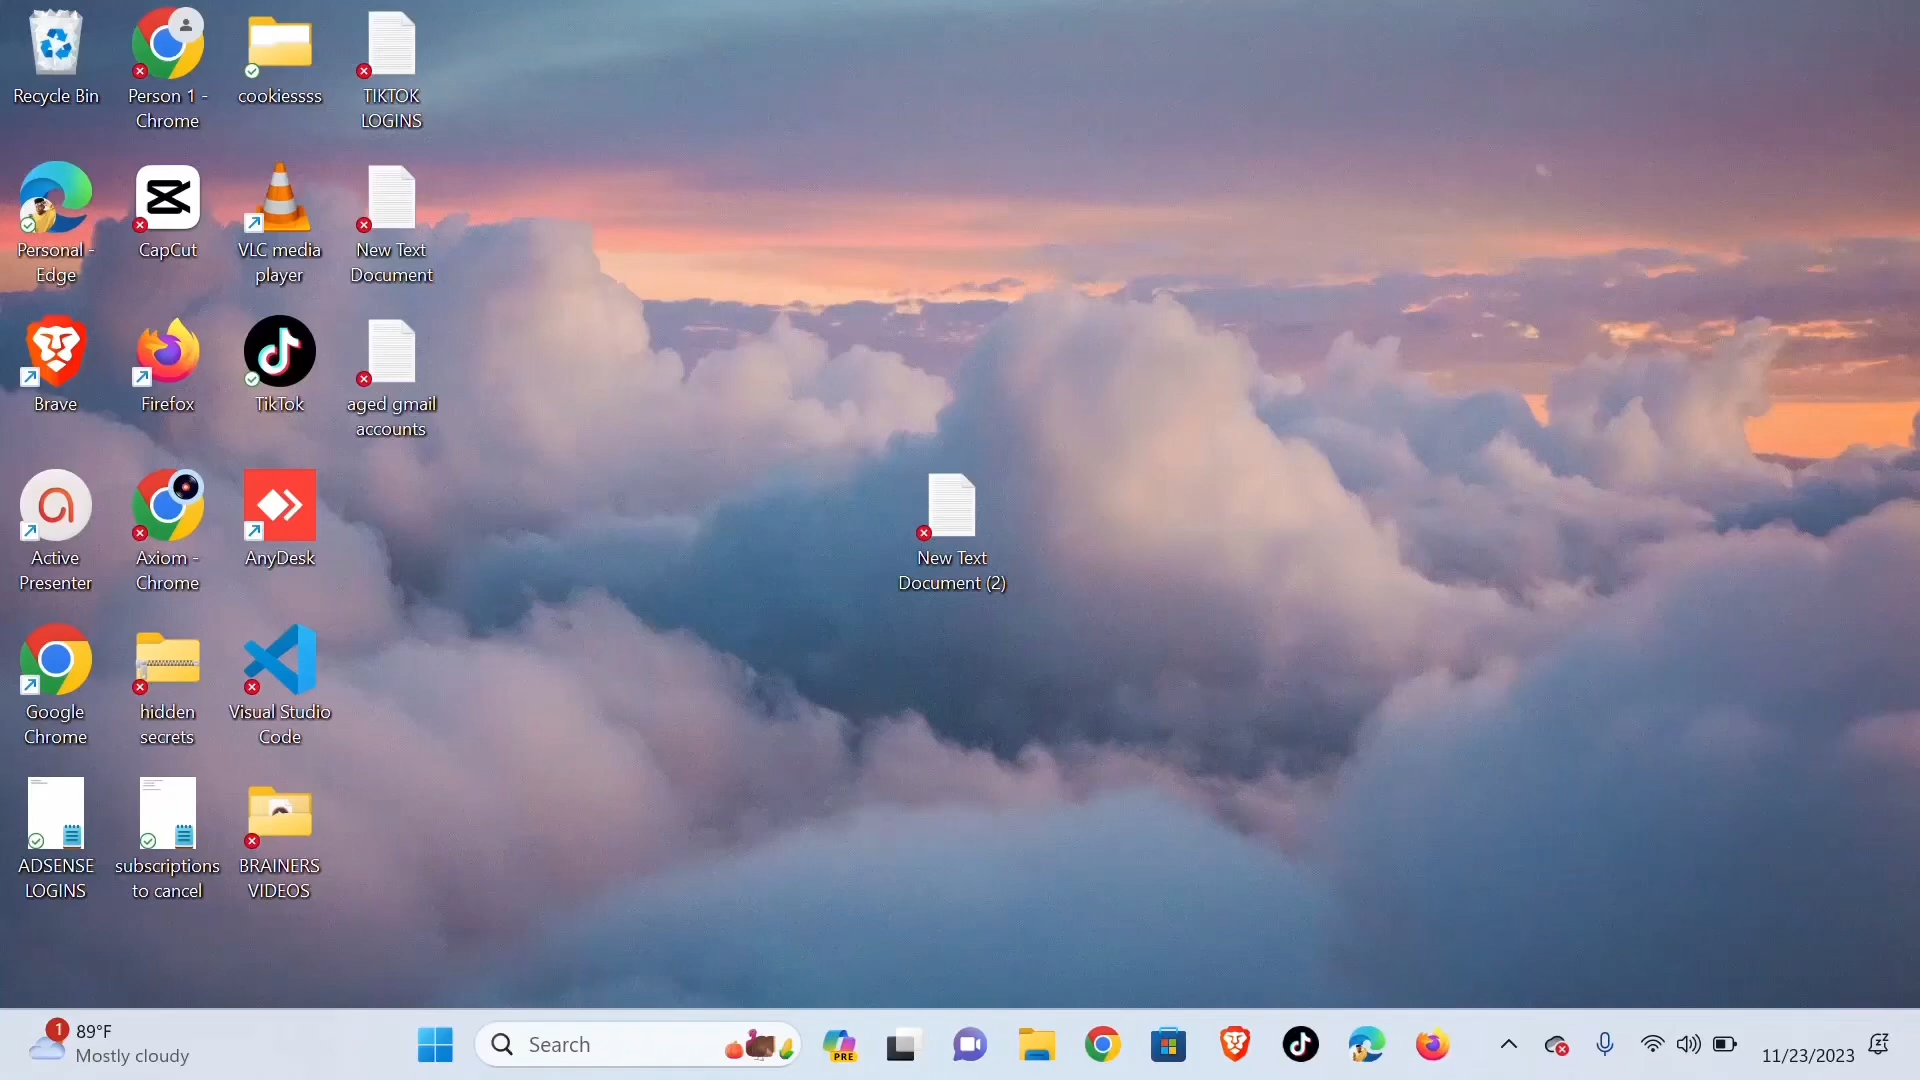 Recycle Bin
Person 1 -
Chrome
cookiessss
TIKTOK
LOGINS
Personal -
Edge
CapCut
VLC media
player
New Text
Document
Brave
Firefox
TikTok
aged gmail
accounts
Active
Presenter
Axiom -
Chrome
AnyDesk
New Text
Document (2)
Google
Chrome
hidden
secrets
Visual Studio
Code
ADSENSE
LOGINS
subscriptions
to cancel
BRAINERS
VIDEOS
1
89°F
Mostly cloudy
Search
PRE
11/23/2023